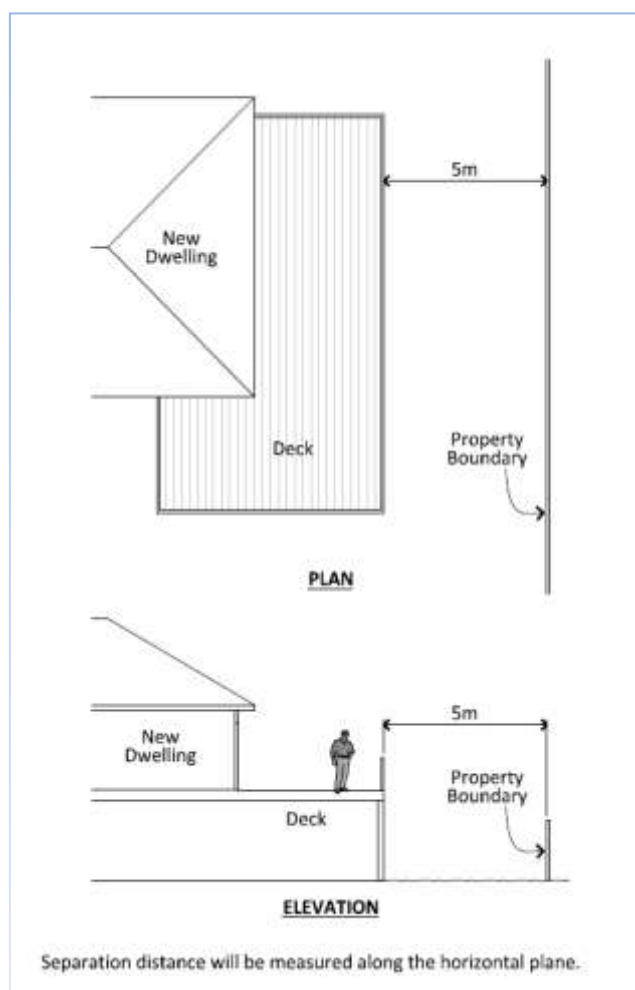 5m
New
Dwelling
Deck
Property
Boundary
PLAN
5m
New
Dwelling
Property
Boundary
Deck
ELEVATION
Separation distance will be measured along the horizontal plane.